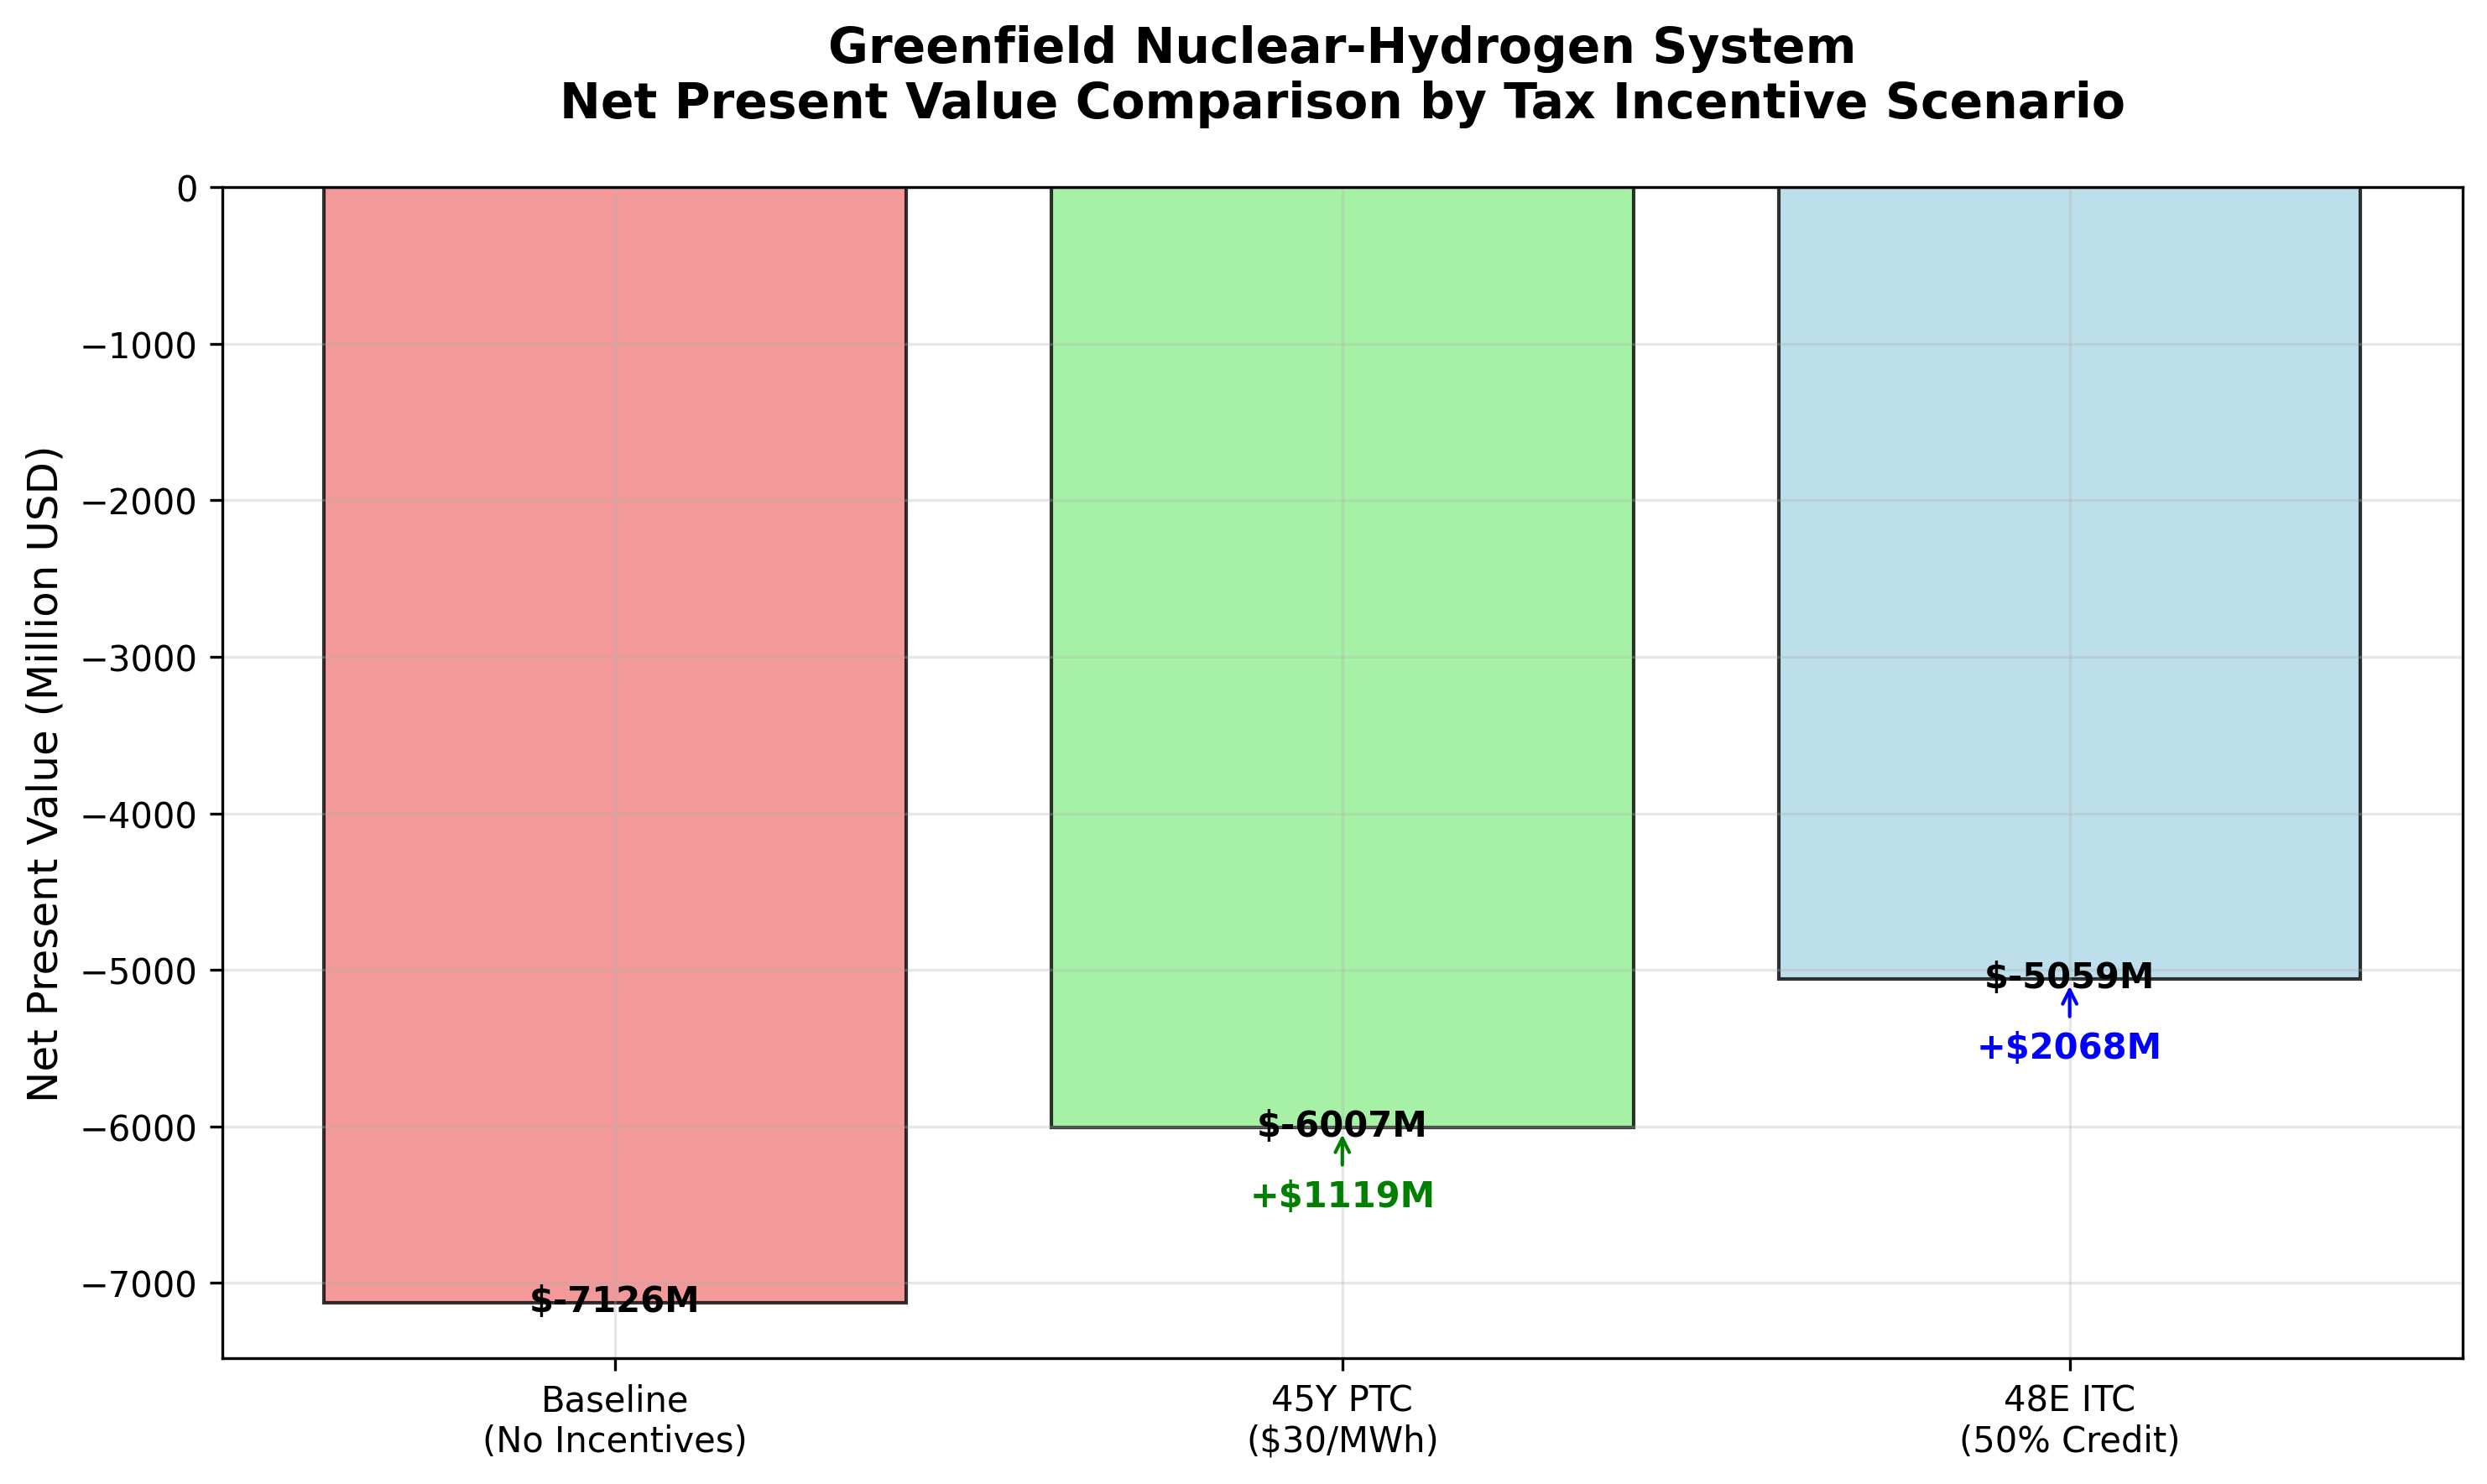 Greenfield Nuclear-Hydrogen System
Net Present Value Comparison by Tax Incentive Scenario
Net Present Value (Million USD)
0
−1000
−2000
−3000
−4000
−5000
−6000
−7000
$-7126M
$-6007M
+$1119M
$-5059M
+$2068M
Baseline
(No Incentives)
45Y PTC
($30/MWh)
48E ITC
(50% Credit)